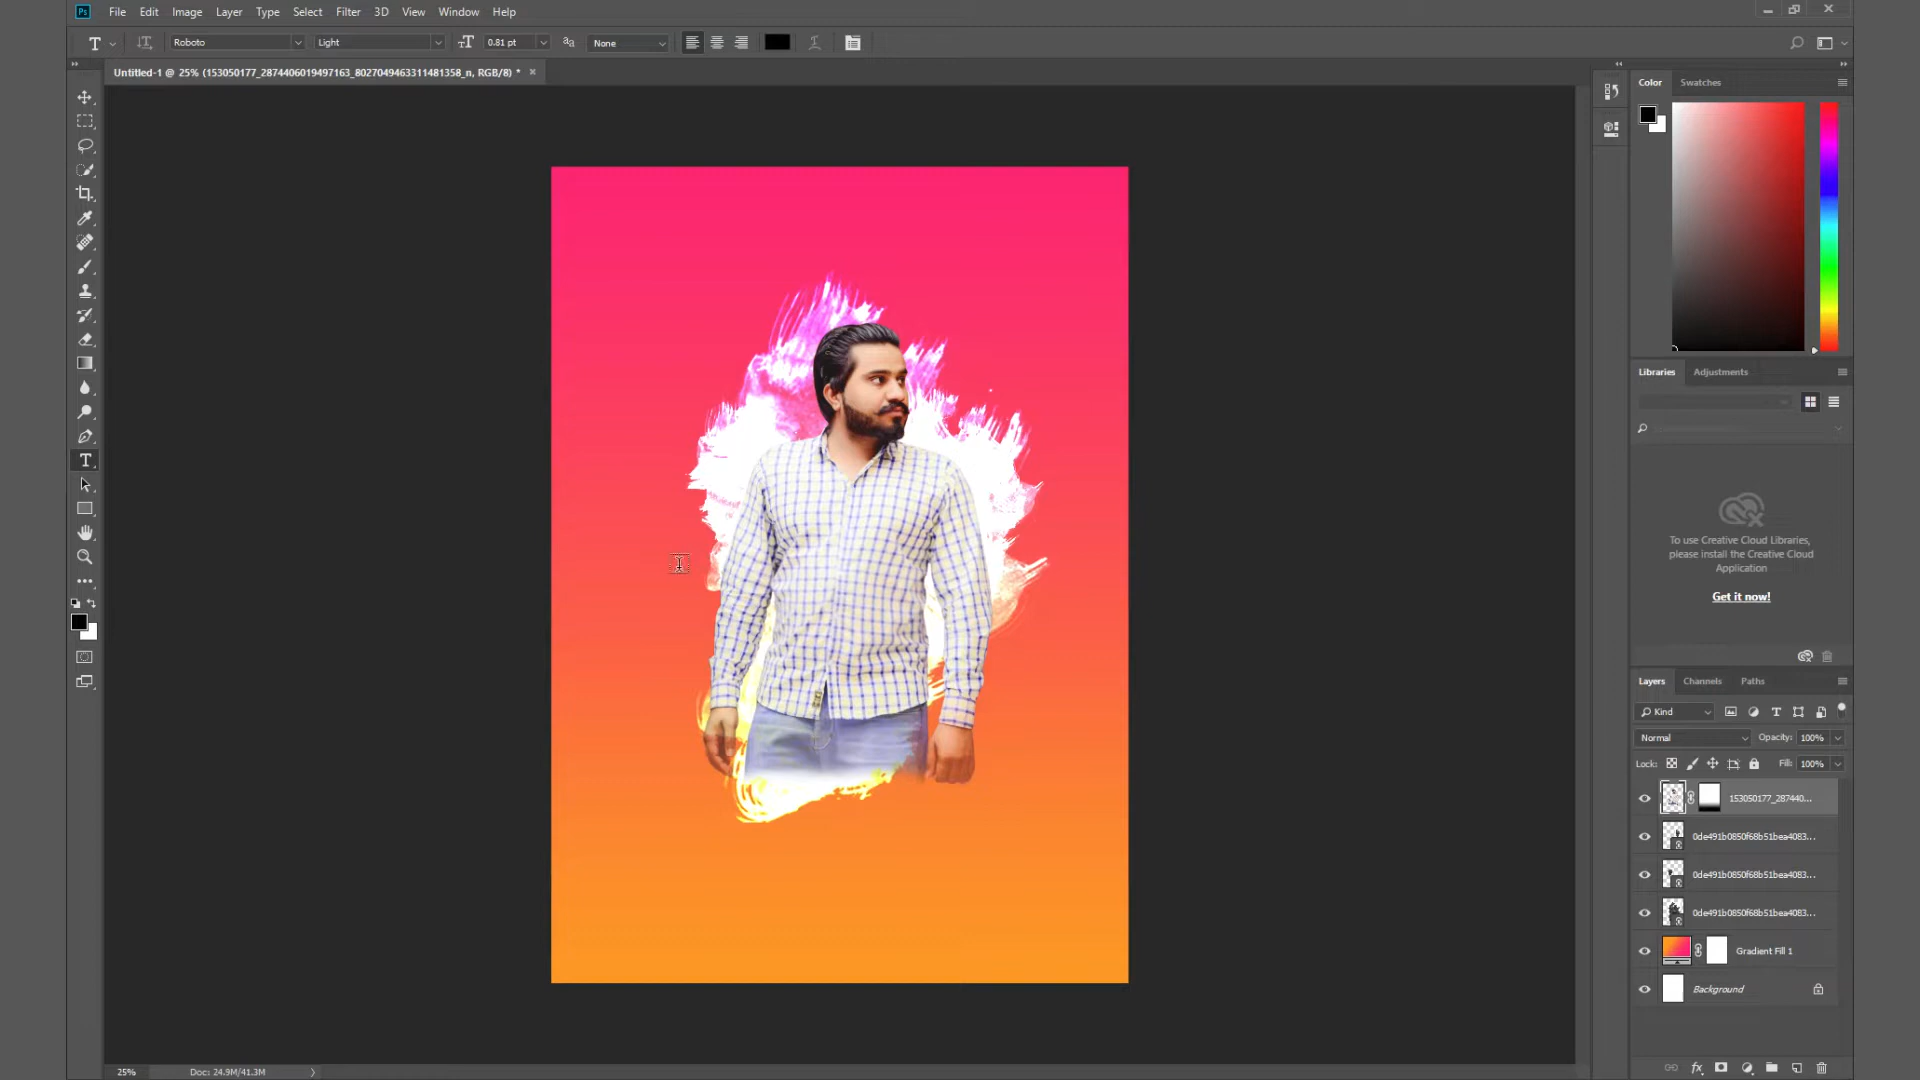 Ps File Edit Image Layer Type Select Filter 3D View Window Help
T Roboto Light 0.81 pt aa None
Untitled-1 @ 25% (153050177_2874406019497163_8027049463311481358_n, RGB/8) * ×
Color Swatches
Libraries Adjustments
To use Creative Cloud Libraries,
please install the Creative Cloud
Application
Get it now!
Layers Channels Paths
Kind
Normal Opacity: 100%
Lock: Fill: 100%
153050177_287440...
0de491b0850f68b51bea4083...
0de491b0850f68b51bea4083...
0de491b0850f68b51bea4083...
Gradient Fill 1
Background
25% Doc: 24.9M/41.3M